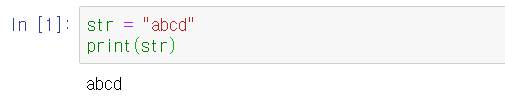 In [1]: str = "abcd"
print(str)
abcd